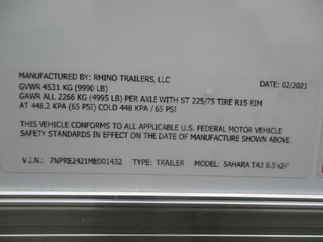 MANUFACTURED BY: RHINO TRAILERS, LLC
DATE: 02/2021
GVWR 4531 KG (9990 LB)
GAWR ALL 2266 KG (4995 LB) PER AXLE WITH ST 225/75 TIRE R15 RIM
AT 448.2 KPA (65 PSI) COLD 448 KPA / 65 PSI
THIS VEHICLE CONFORMS TO ALL APPLICABLE U.S. FEDERAL MOTOR VEHICLE
SAFETY STANDARDS IN EFFECT ON THE DATE OF MANUFACTURE SHOWN ABOVE.
V.I.N.: 7NPRE2421MB001432 TYPE: TRAILER MODEL: SAHARA